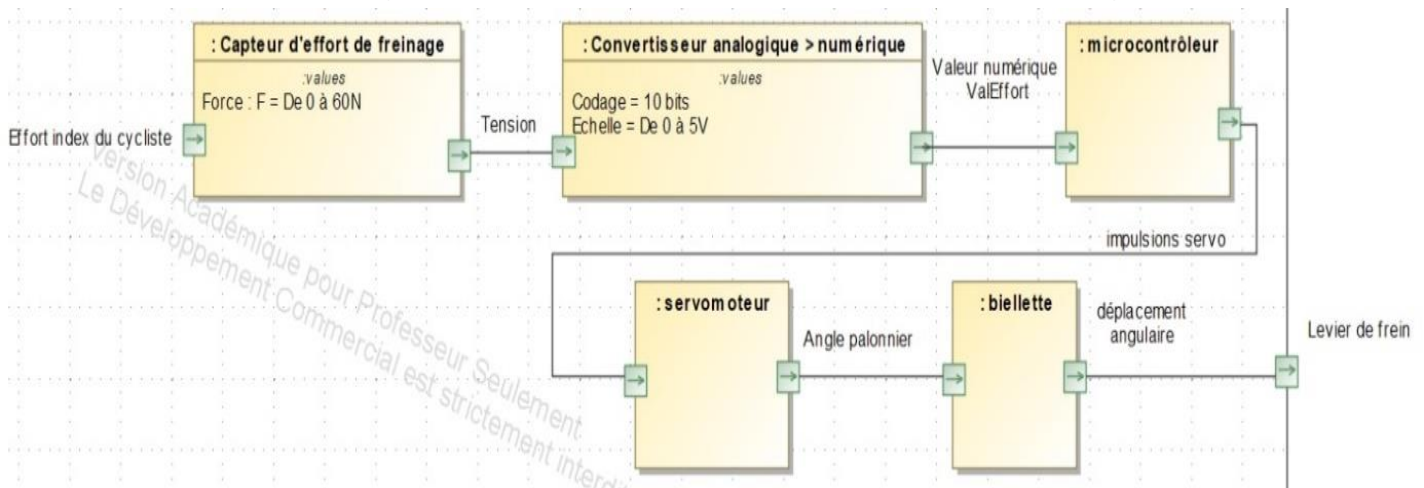 : Capteur d'effort de freinage
:values
Force : F = De 0 à 60N
Effort index du cycliste
Tension
: Convertisseur analogique > numérique
:values
Codage = 10 bits
Echelle = De 0 à 5V
Valeur numérique
ValEffort
: microcontrôleur
impulsions servo
: servomoteur
Angle palonnier
: biellette
déplacement
angulaire
Levier de frein
Version Académique pour Professeur Seulement
Le Développement Commercial est strictement interdit